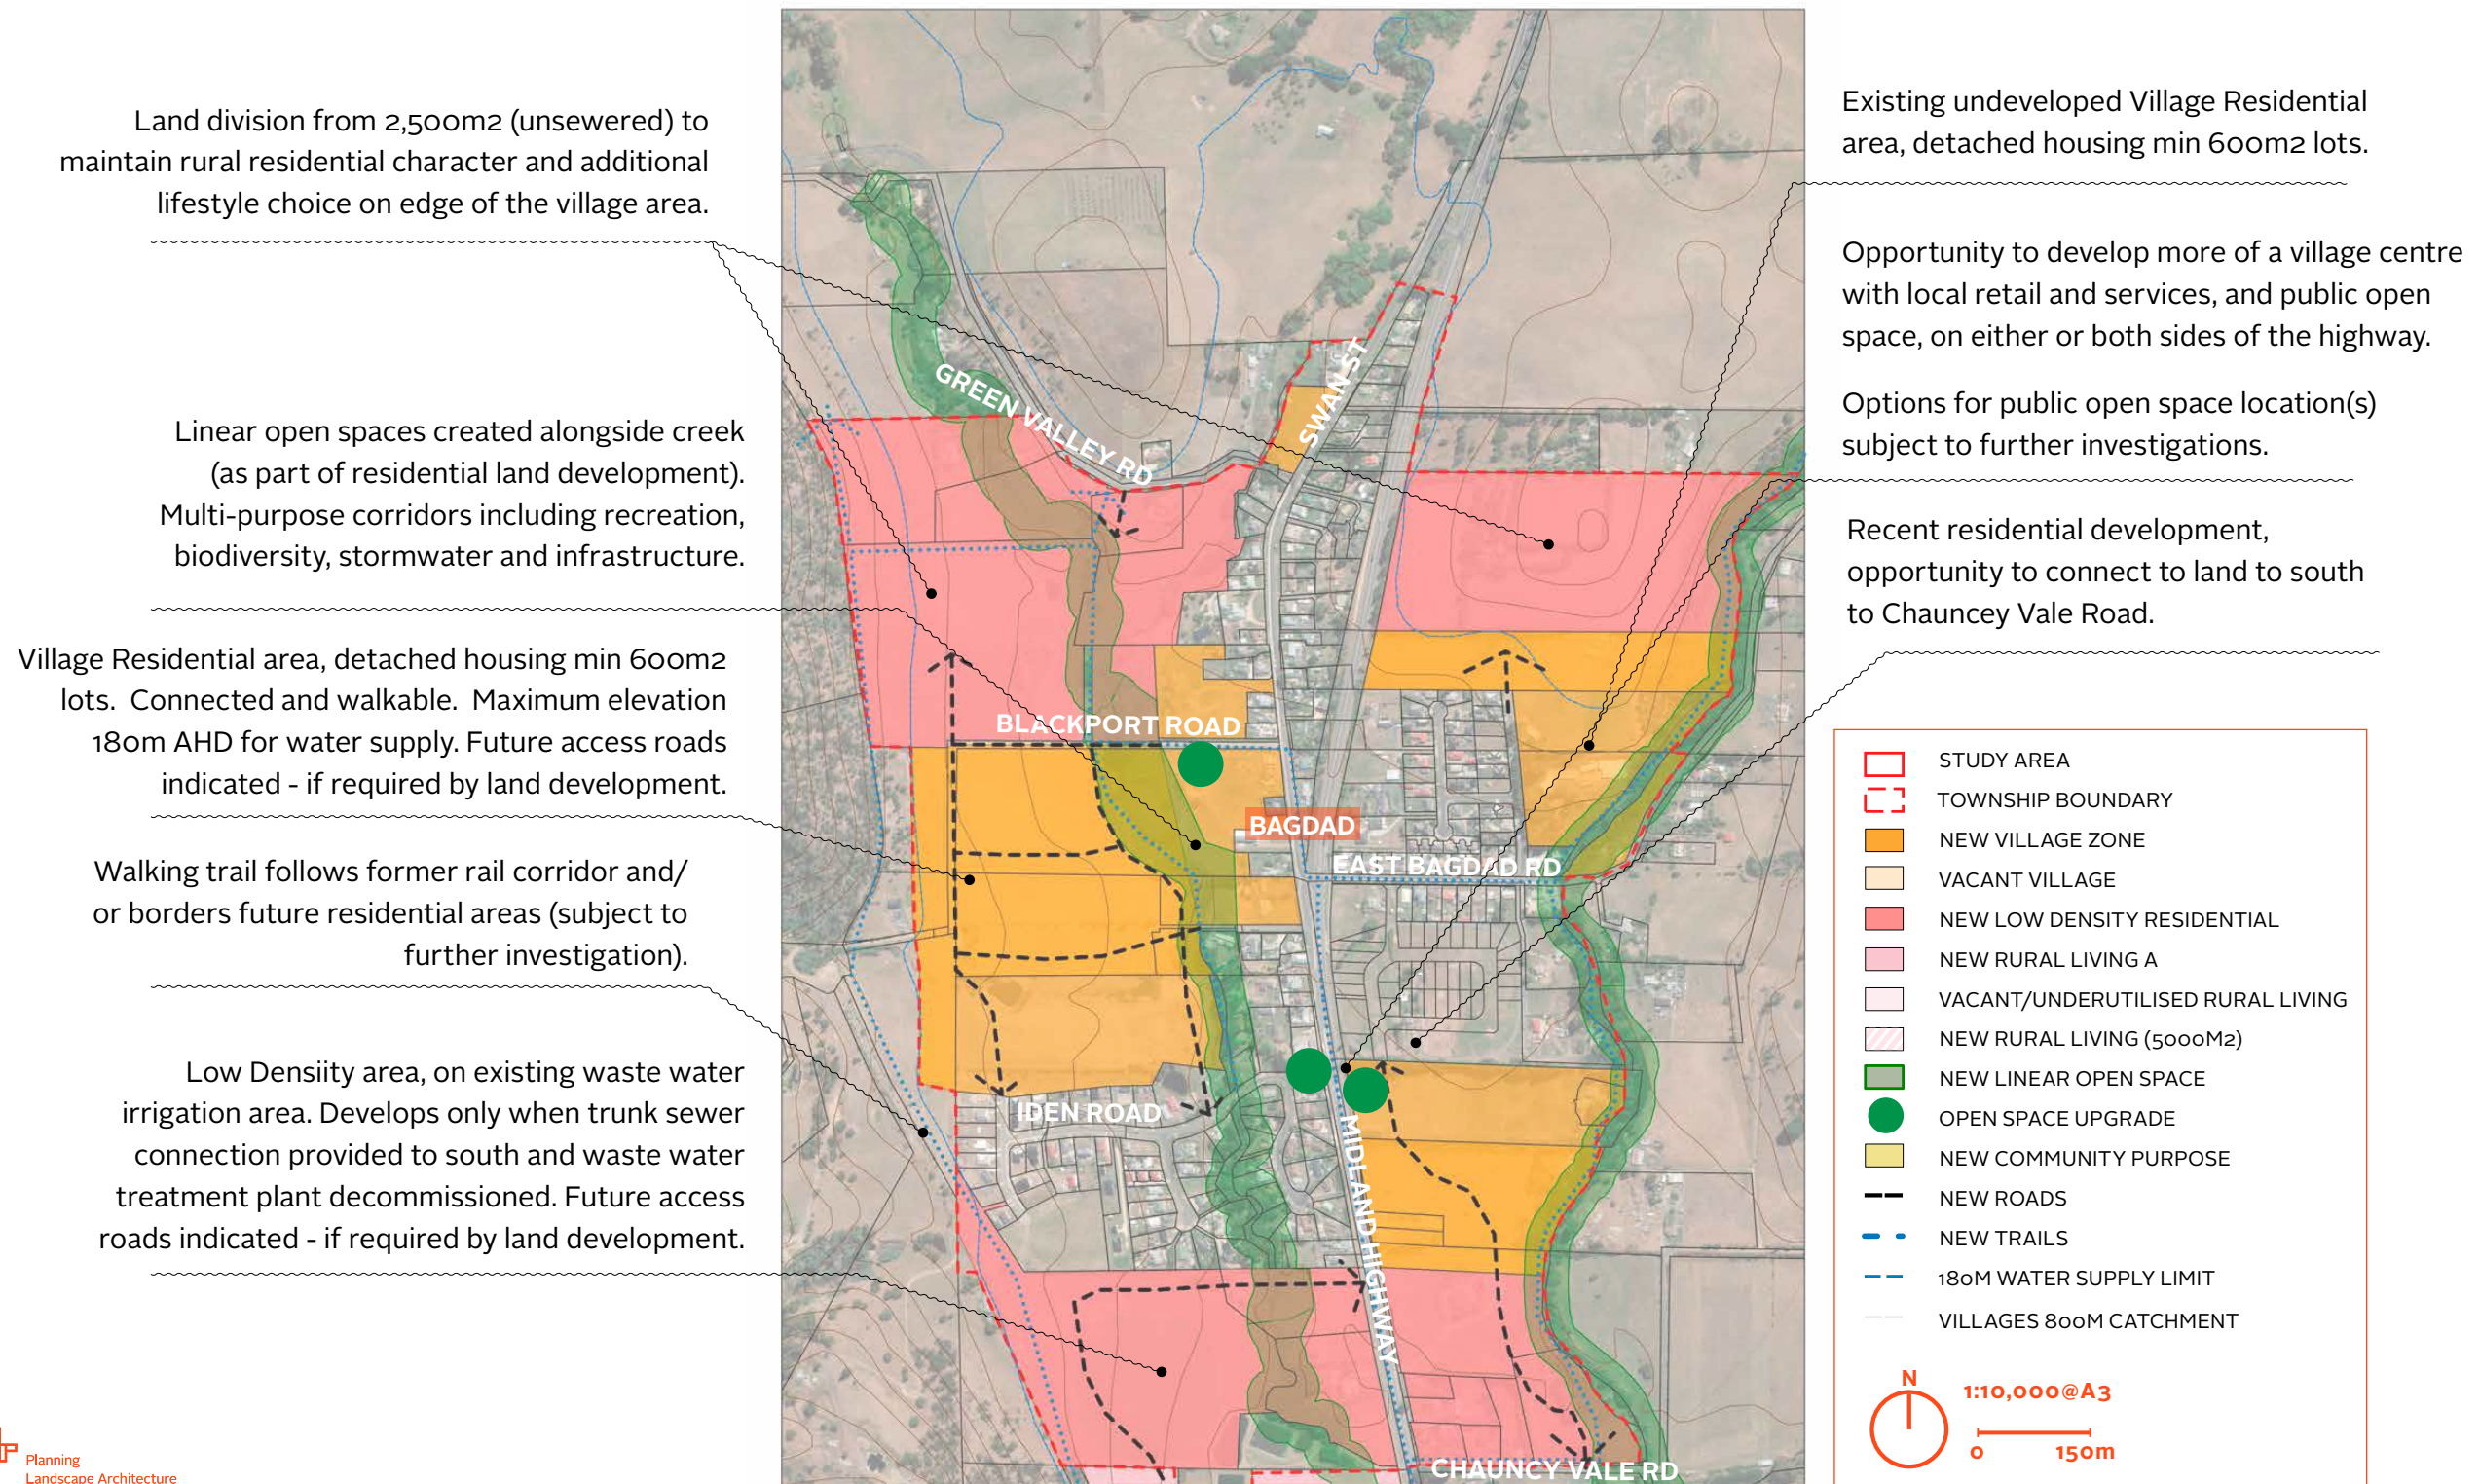 Land division from 2,500m2 (unsewered) to
maintain rural residential character and additional
lifestyle choice on edge of the village area.
Linear open spaces created alongside creek
(as part of residential land development).
Multi-purpose corridors including recreation,
biodiversity, stormwater and infrastructure.
Village Residential area, detached housing min 600m2
lots. Connected and walkable. Maximum elevation
180m AHD for water supply. Future access roads
indicated - if required by land development.
Walking trail follows former rail corridor and/
or borders future residential areas (subject to
further investigation).
Low Densiity area, on existing waste water
irrigation area. Develops only when trunk sewer
connection provided to south and waste water
treatment plant decommissioned. Future access
roads indicated - if required by land development.
Planning
Landscape Architecture
GREEN VALLEY RD
SWAN ST
BLACKPORT ROAD
BAGDAD
EAST BAGDAD RD
IDEN ROAD
MIDLAND HIGHWAY
CHAUNCY VALE RD
Existing undeveloped Village Residential
area, detached housing min 600m2 lots.
Opportunity to develop more of a village centre
with local retail and services, and public open
space, on either or both sides of the highway.
Options for public open space location(s)
subject to further investigations.
Recent residential development,
opportunity to connect to land to south
to Chauncey Vale Road.
STUDY AREA
TOWNSHIP BOUNDARY
NEW VILLAGE ZONE
VACANT VILLAGE
NEW LOW DENSITY RESIDENTIAL
NEW RURAL LIVING A
VACANT/UNDERUTILISED RURAL LIVING
NEW RURAL LIVING (5000M2)
NEW LINEAR OPEN SPACE
OPEN SPACE UPGRADE
NEW COMMUNITY PURPOSE
NEW ROADS
NEW TRAILS
180M WATER SUPPLY LIMIT
VILLAGES 800M CATCHMENT
N
1:10,000@A3
0 150m